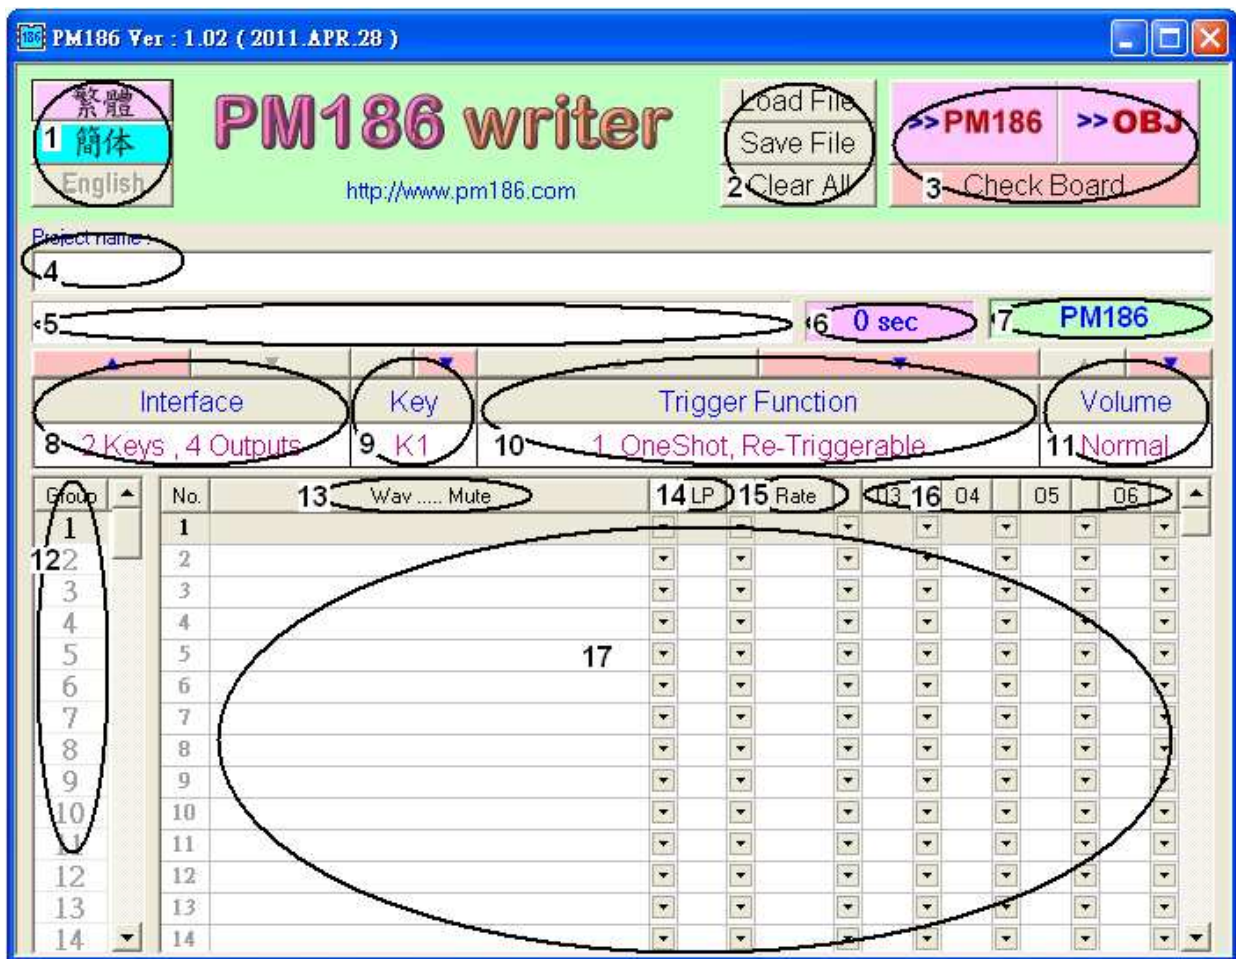 PM186 Ver : 1.02 ( 2011.APR.28 )
繁體
1 簡体
English
PM186 writer
http://www.pm186.com
Load File
Save File
2 Clear All
>>PM186 >>OBJ
3 Check Board
Project name :
4
5
6 0 sec
7 PM186
Interface Key Trigger Function Volume
8 2 Keys , 4 Outputs 9 K1 10 1. OneShot, Re-Triggerable 11 Normal
Group No. 13 Wav ..... Mute 14 LP 15 Rate O3 16 O4 O5 O6
1 1
12 2 2
3 3
4 4
5 5 17
6 6
7 7
8 8
9 9
10 10
11 11
12 12
13 13
14 14